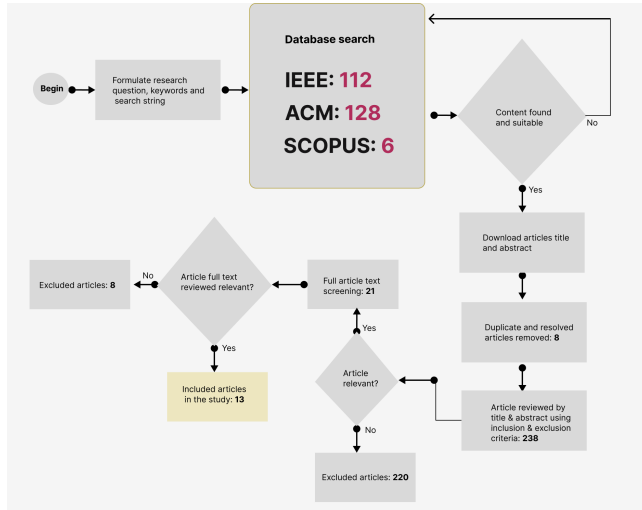 Begin
Formulate research
question, keywords and
search string
Database search
IEEE: 112
ACM: 128
SCOPUS: 6
Content found
and suitable
No
Yes
Download articles title
and abstract
Duplicate and resolved
articles removed: 8
Article reviewed by
title & abstract using
inclusion & exclusion
criteria: 238
Article
relevant?
No
Excluded articles: 220
Yes
Full article text
screening: 21
Article full text
reviewed relevant?
No
Excluded articles: 8
Yes
Included articles
in the study: 13